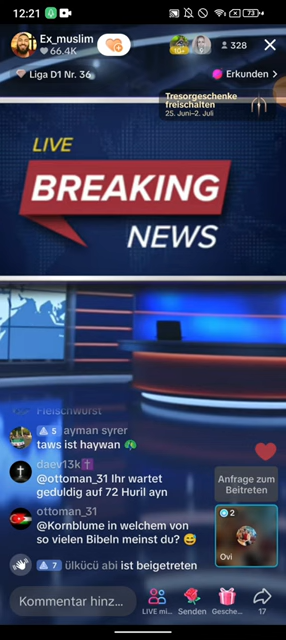 12:21
73
Ex_muslim
66.4K
328
Liga D1 Nr. 36
Erkunden >
Tresorgeschenke
freischalten
25. Juni–2. Juli
LIVE
BREAKING
NEWS
Fleischwurst
5 ayman syrer
taws ist haywan 🦚
daev13k✝️
@ottoman_31 Ihr wartet
geduldig auf 72 Huril ayn
Anfrage zum
Beitreten
ottoman_31
@Kornblume in welchem von
so vielen Bibeln meinst du? 😅
2
Ovi
7 ülkücü abi ist beigetreten
Kommentar hinz...
LIVE mi...
Senden
Gesche...
17